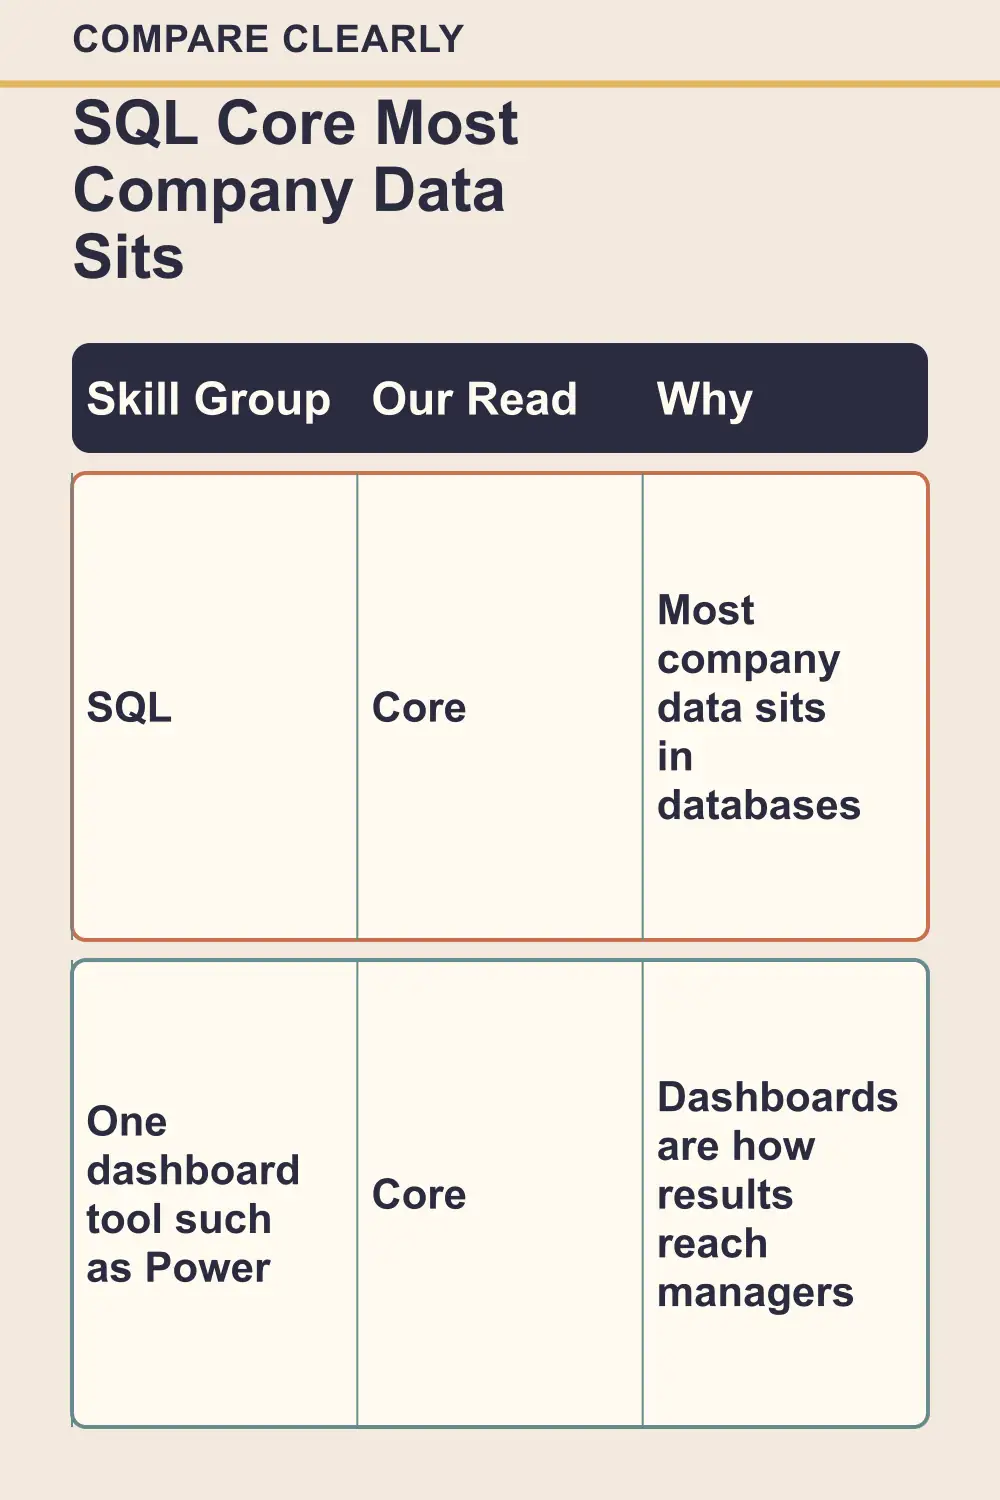 COMPARE CLEARLY
SQL Core Most
Company Data
Sits
Skill Group Our Read Why
SQL
Core
Most
company
data sits
in
databases
One
dashboard
tool such
as Power
Core
Dashboards
are how
results
reach
managers